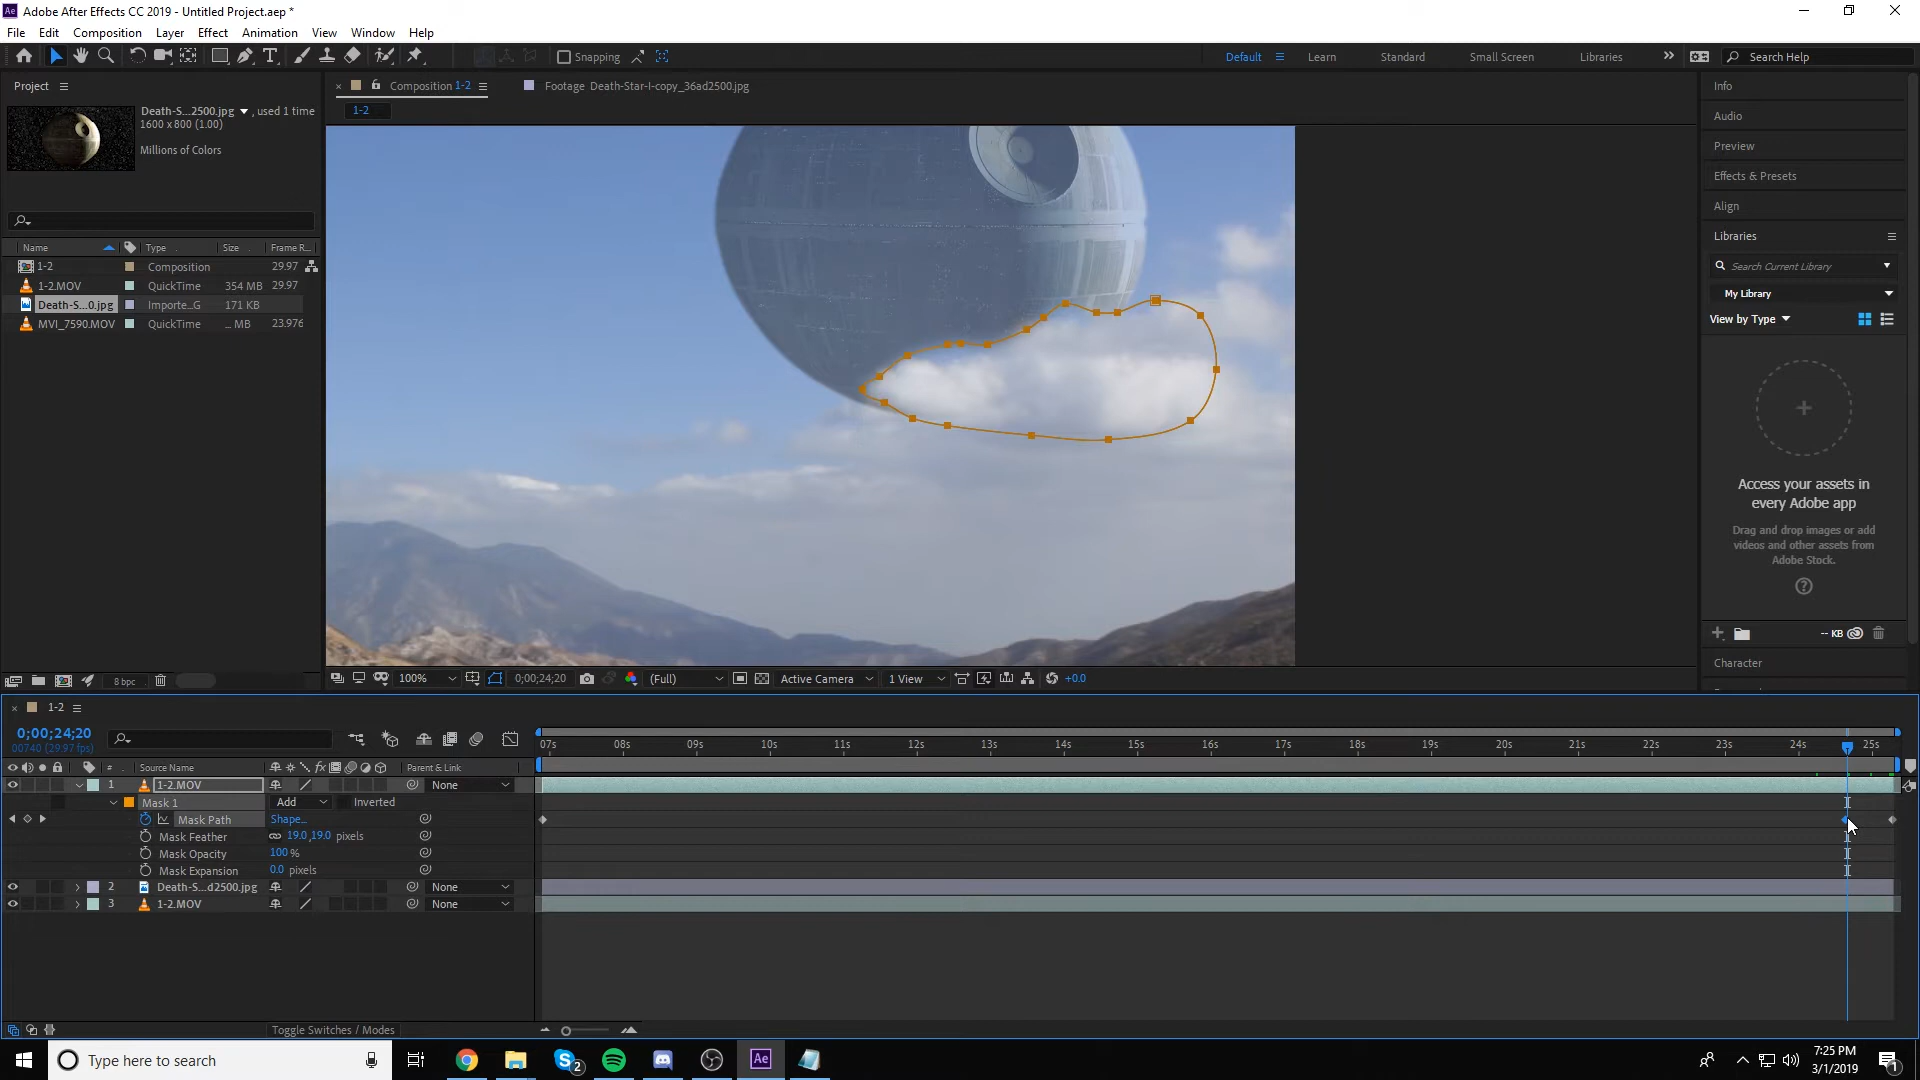 Ae Adobe After Effects CC 2019 - Untitled Project.aep *
File Edit Composition Layer Effect Animation View Window Help
Snapping
Default Learn Standard Small Screen Libraries Search Help
Project
Death-S...2500.jpg , used 1 time
1600 x 800 (1.00)
Millions of Colors
Name Type Size Frame R...
1-2 Composition 29.97
1-2.MOV QuickTime 354 MB 29.97
Death-S...0.jpg Importe...G 171 KB
MVI_7590.MOV QuickTime ... MB 23.976
8 bpc
Composition 1-2
Footage Death-Star-I-copy_36ad2500.jpg
1-2
100% 0;00;24;20 (Full) Active Camera 1 View +0.0
Info
Audio
Preview
Effects & Presets
Align
Libraries
Search Current Library
My Library
View by Type
Access your assets in
every Adobe app
Drag and drop images or add
videos and other assets from
Adobe Stock.
-- KB
Character
1-2
0;00;24;20
00740 (29.97 fps)
07s 08s 09s 10s 11s 12s 13s 14s 15s 16s 17s 18s 19s 20s 21s 22s 23s 24s 25s
# Source Name Parent & Link
1 1-2.MOV None
Mask 1 Add Inverted
Mask Path Shape...
Mask Feather 19.0,19.0 pixels
Mask Opacity 100 %
Mask Expansion 0.0 pixels
2 Death-S...d2500.jpg None
3 1-2.MOV None
Toggle Switches / Modes
Type here to search
2
Ae
7:25 PM
3/1/2019
1